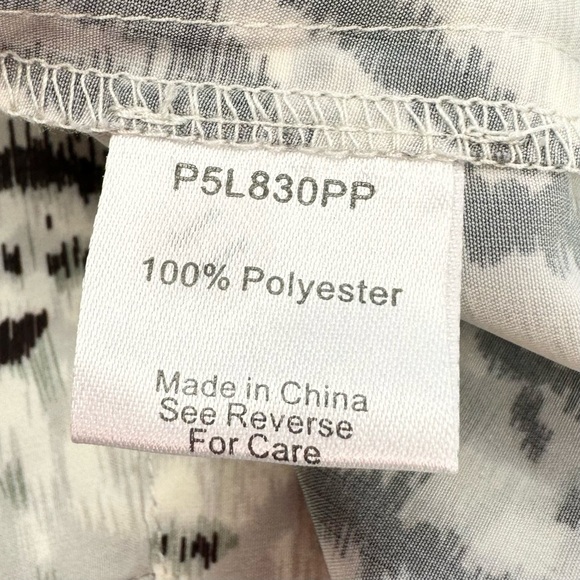 P5L830PP
100% Polyester
Made in China
See Reverse
For Care